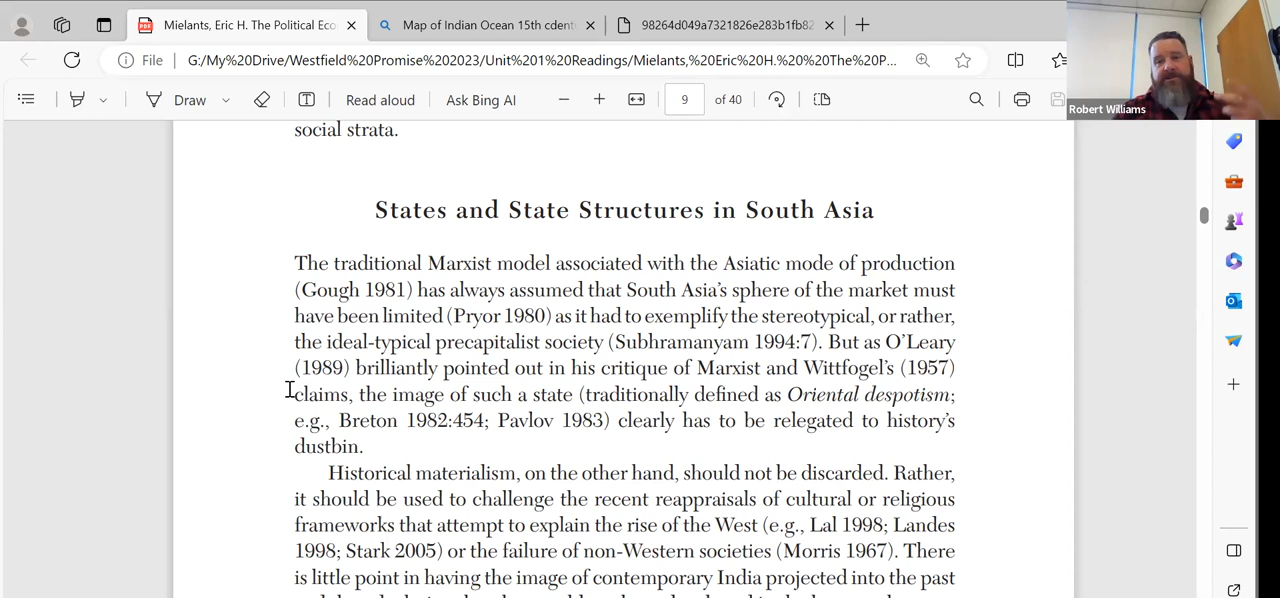 Mielants, Eric H. The Political Eco
Map of Indian Ocean 15th cdent
98264d049a7321826e283b1fb82
File
G:/My%20Drive/Westfield%20Promise%202023/Unit%201%20Readings/Mielants,%20Eric%20H.%20The%20P...
Draw
Read aloud
Ask Bing AI
9 of 40
Robert Williams
social strata.
States and State Structures in South Asia
The traditional Marxist model associated with the Asiatic mode of production
(Gough 1981) has always assumed that South Asia's sphere of the market must
have been limited (Pryor 1980) as it had to exemplify the stereotypical, or rather,
the ideal-typical precapitalist society (Subhramanyam 1994:7). But as O'Leary
(1989) brilliantly pointed out in his critique of Marxist and Wittfogel's (1957)
claims, the image of such a state (traditionally defined as Oriental despotism;
e.g., Breton 1982:454; Pavlov 1983) clearly has to be relegated to history's
dustbin.
Historical materialism, on the other hand, should not be discarded. Rather,
it should be used to challenge the recent reappraisals of cultural or religious
frameworks that attempt to explain the rise of the West (e.g., Lal 1998; Landes
1998; Stark 2005) or the failure of non-Western societies (Morris 1967). There
is little point in having the image of contemporary India projected into the past